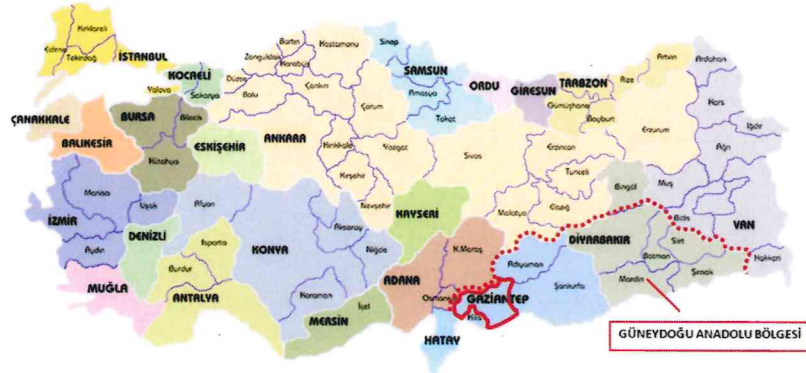 Kırklareli
Edirne
Tekirdağ
İSTANBUL
KOCAELİ
Yalova
Sakarya
Düzce
Bolu
Zonguldak
Bartın
Karabük
Kastamonu
Çankırı
Sinop
SAMSUN
Amasya
Tokat
Çorum
ORDU
GİRESUN
TRABZON
Gümüşhane
Bayburt
Rize
Artvin
Ardahan
Kars
Iğdır
Ağrı
Erzurum
ÇANAKKALE
BALIKESİR
BURSA
Bilecik
Kütahya
ESKİŞEHİR
ANKARA
Kırıkkale
Kırşehir
Yozgat
Nevşehir
Sivas
Erzincan
Tunceli
Elazığ
Malatya
Bingöl
Muş
Bitlis
VAN
Hakkari
İZMİR
Manisa
Uşak
Aydın
DENİZLİ
MUĞLA
Afyon
Isparta
Burdur
ANTALYA
KONYA
Karaman
Aksaray
Niğde
KAYSERİ
MERSİN
İçel
ADANA
K.Maraş
Osmaniye
HATAY
GAZİANTEP
Kilis
Adıyaman
Şanlıurfa
DİYARBAKIR
Mardin
Batman
Siirt
Şırnak
GÜNEYDOĞU ANADOLU BÖLGESİ